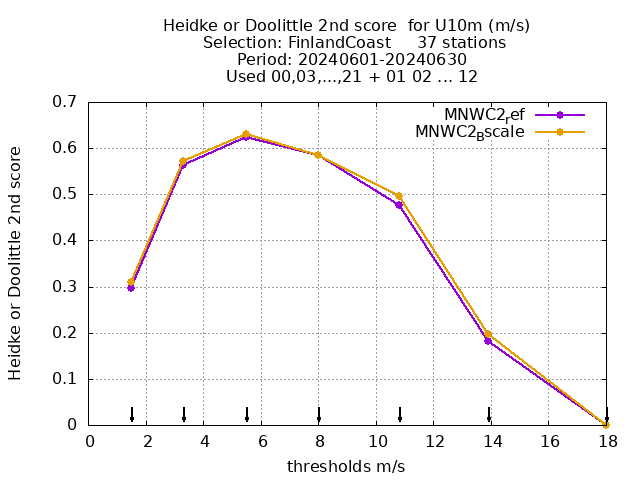 Heidke or Doolittle 2nd score  for U10m (m/s)
Selection: FinlandCoast     37 stations
Period: 20240601-20240630
Used 00,03,...,21 + 01 02 ... 12
MNWC2ref
MNWC2Bscale
Heidke or Doolittle 2nd score
0.7
0.6
0.5
0.4
0.3
0.2
0.1
0
0 2 4 6 8 10 12 14 16 18
thresholds m/s